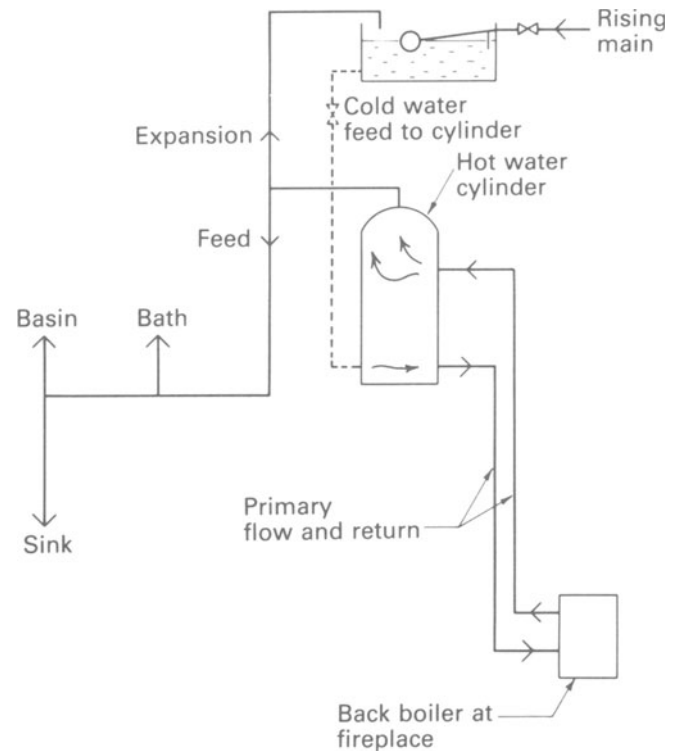 Rising
main
Cold water
feed to cylinder
Expansion
Hot water
cylinder
Feed
Basin
Bath
Primary
flow and return
Sink
Back boiler at
fireplace